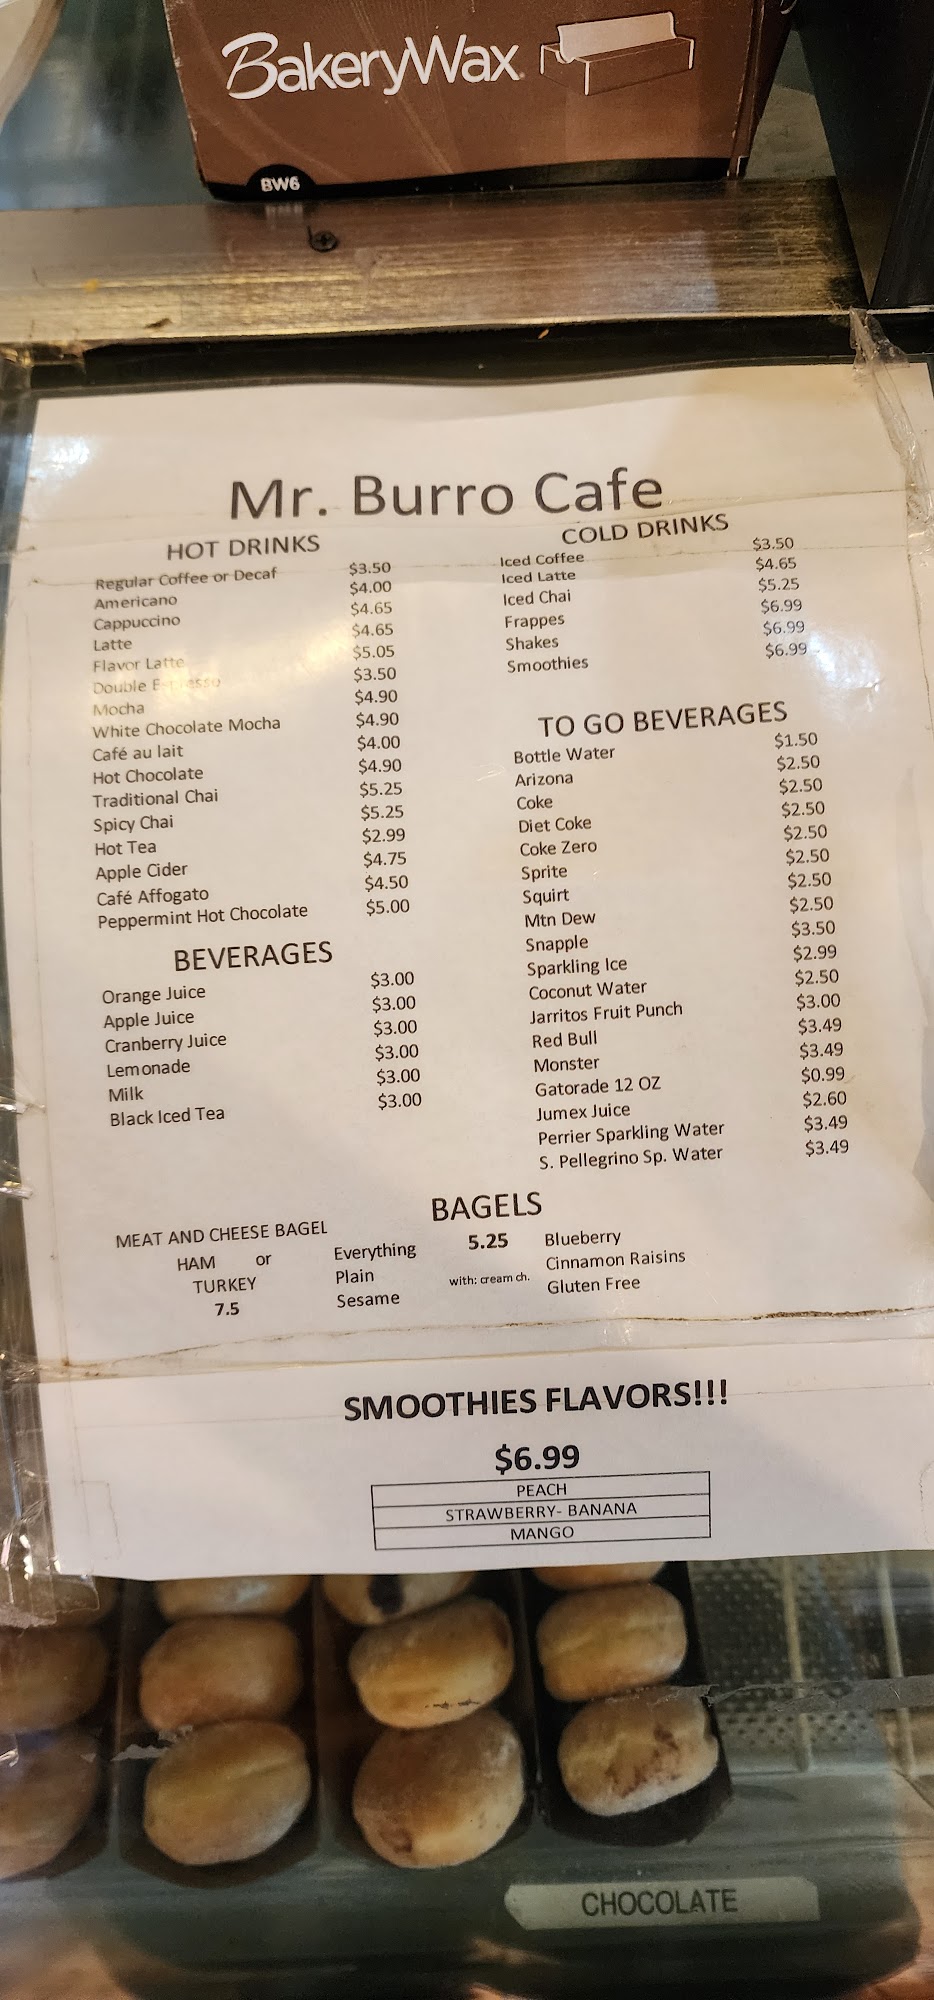 BakeryWax
BW6
Mr. Burro Cafe
HOT DRINKS
Regular Coffee or Decaf $3.50
Americano $4.00
Cappuccino $4.65
Latte $4.65
Flavor Latte $5.05
Double Espresso $3.50
Mocha $4.90
White Chocolate Mocha $4.90
Café au lait $4.00
Hot Chocolate $4.90
Traditional Chai $5.25
Spicy Chai $5.25
Hot Tea $2.99
Apple Cider $4.75
Café Affogato $4.50
Peppermint Hot Chocolate $5.00
BEVERAGES
Orange Juice $3.00
Apple Juice $3.00
Cranberry Juice $3.00
Lemonade $3.00
Milk $3.00
Black Iced Tea $3.00
COLD DRINKS
Iced Coffee $3.50
Iced Latte $4.65
Iced Chai $5.25
Frappes $6.99
Shakes $6.99
Smoothies $6.99
TO GO BEVERAGES
Bottle Water $1.50
Arizona $2.50
Coke $2.50
Diet Coke $2.50
Coke Zero $2.50
Sprite $2.50
Squirt $2.50
Mtn Dew $2.50
Snapple $3.50
Sparkling Ice $2.99
Coconut Water $2.50
Jarritos Fruit Punch $3.00
Red Bull $3.49
Monster $3.49
Gatorade 12 OZ $0.99
Jumex Juice $2.60
Perrier Sparkling Water $3.49
S. Pellegrino Sp. Water $3.49
BAGELS
MEAT AND CHEESE BAGEL
HAM or
TURKEY
7.5
Everything 5.25 Blueberry
Plain with: cream ch. Cinnamon Raisins
Sesame Gluten Free
SMOOTHIES FLAVORS!!!
$6.99
PEACH
STRAWBERRY- BANANA
MANGO
CHOCOLATE